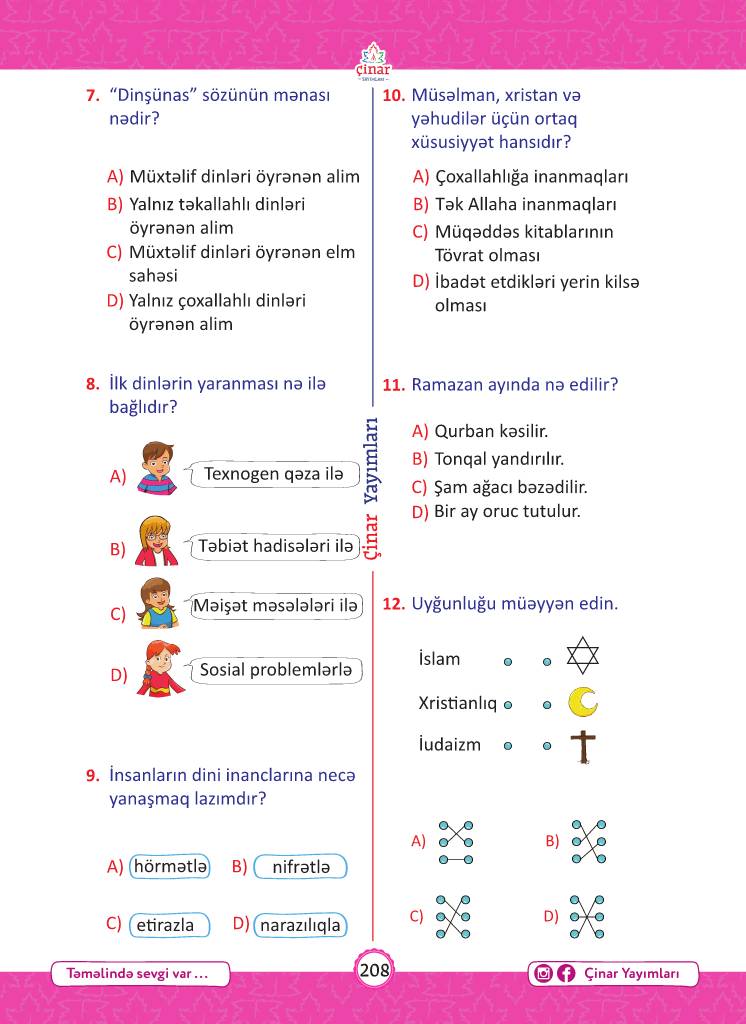 çinar
YAYIMLARI
7. “Dinşünas” sözünün mənası
nədir?
A) Müxtəlif dinləri öyrənən alim
B) Yalnız təkallahlı dinləri
öyrənən alim
C) Müxtəlif dinləri öyrənən elm
sahəsi
D) Yalnız çoxallahlı dinləri
öyrənən alim
8. İlk dinlərin yaranması nə ilə
bağlıdır?
A) Texnogen qəza ilə
B) Təbiət hadisələri ilə
C) Məişət məsələləri ilə
D) Sosial problemlərlə
9. İnsanların dini inanclarına necə
yanaşmaq lazımdır?
A) hörmətlə B) nifrətlə
C) etirazla D) narazılıqla
Çinar Yayımları
10. Müsəlman, xristan və
yəhudilər üçün ortaq
xüsusiyyət hansıdır?
A) Çoxallahlığa inanmaqları
B) Tək Allaha inanmaqları
C) Müqəddəs kitablarının
Tövrat olması
D) İbadət etdikləri yerin kilsə
olması
11. Ramazan ayında nə edilir?
A) Qurban kəsilir.
B) Tonqal yandırılır.
C) Şam ağacı bəzədilir.
D) Bir ay oruc tutulur.
12. Uyğunluğu müəyyən edin.
İslam
Xristianlıq
İudaizm
A) B)
C) D)
Təməlində sevgi var...
208
Çinar Yayımları